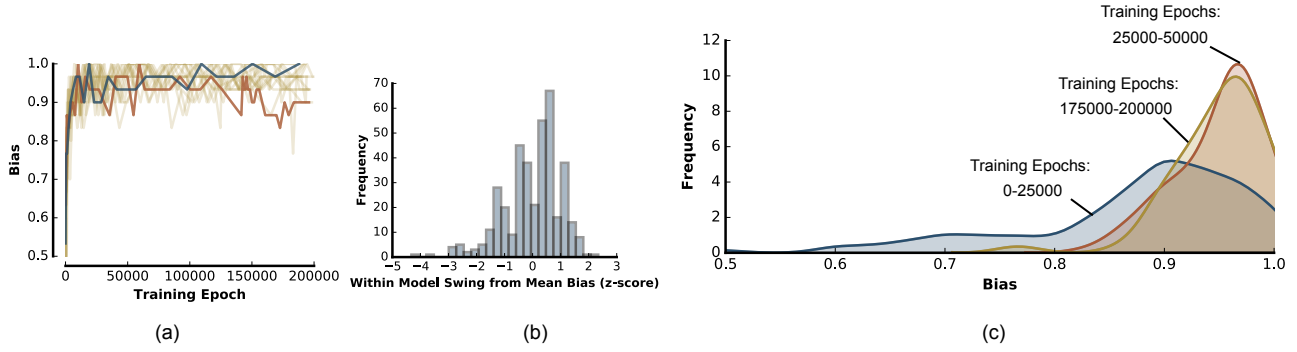 1.0
0.9
0.8
0.7
0.6
0.5
Bias
0 50000 100000 150000 200000
Training Epoch
(a)
70
60
50
40
30
20
10
0
Frequency
−5 −4 −3 −2 −1 0 1 2 3
Within Model Swing from Mean Bias (z-score)
(b)
12
10
8
6
4
2
0
Frequency
Training Epochs:
25000-50000
Training Epochs:
175000-200000
Training Epochs:
0-25000
0.5 0.6 0.7 0.8 0.9 1.0
Bias
(c)